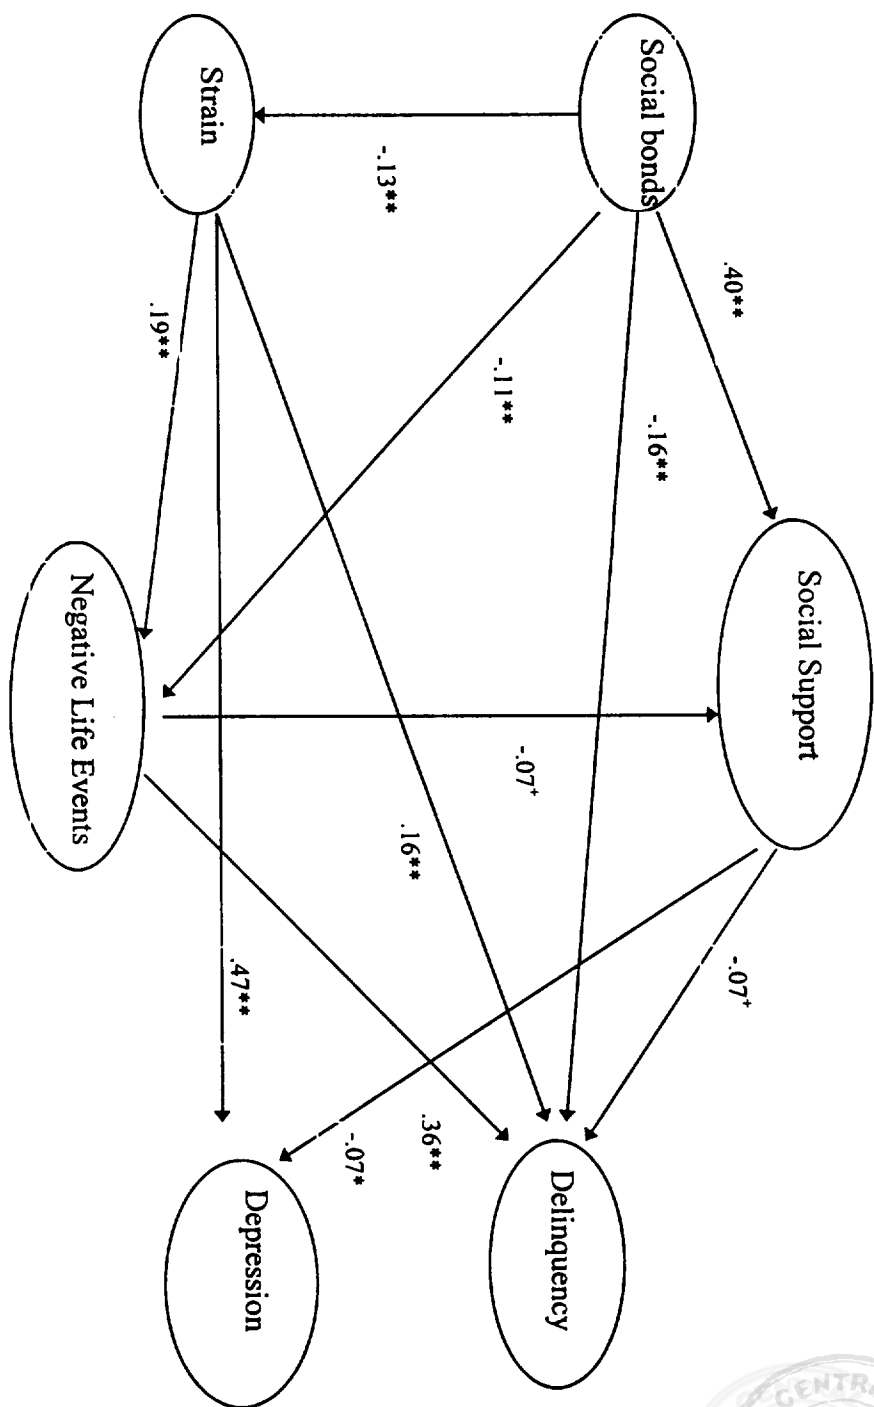 Social bonds
Strain
-.13**
.40**
-.16**
-.11**
.19**
Social Support
Negative Life Events
-.07⁺
.16**
-.07⁺
.47**
.36**
-.07*
Delinquency
Depression